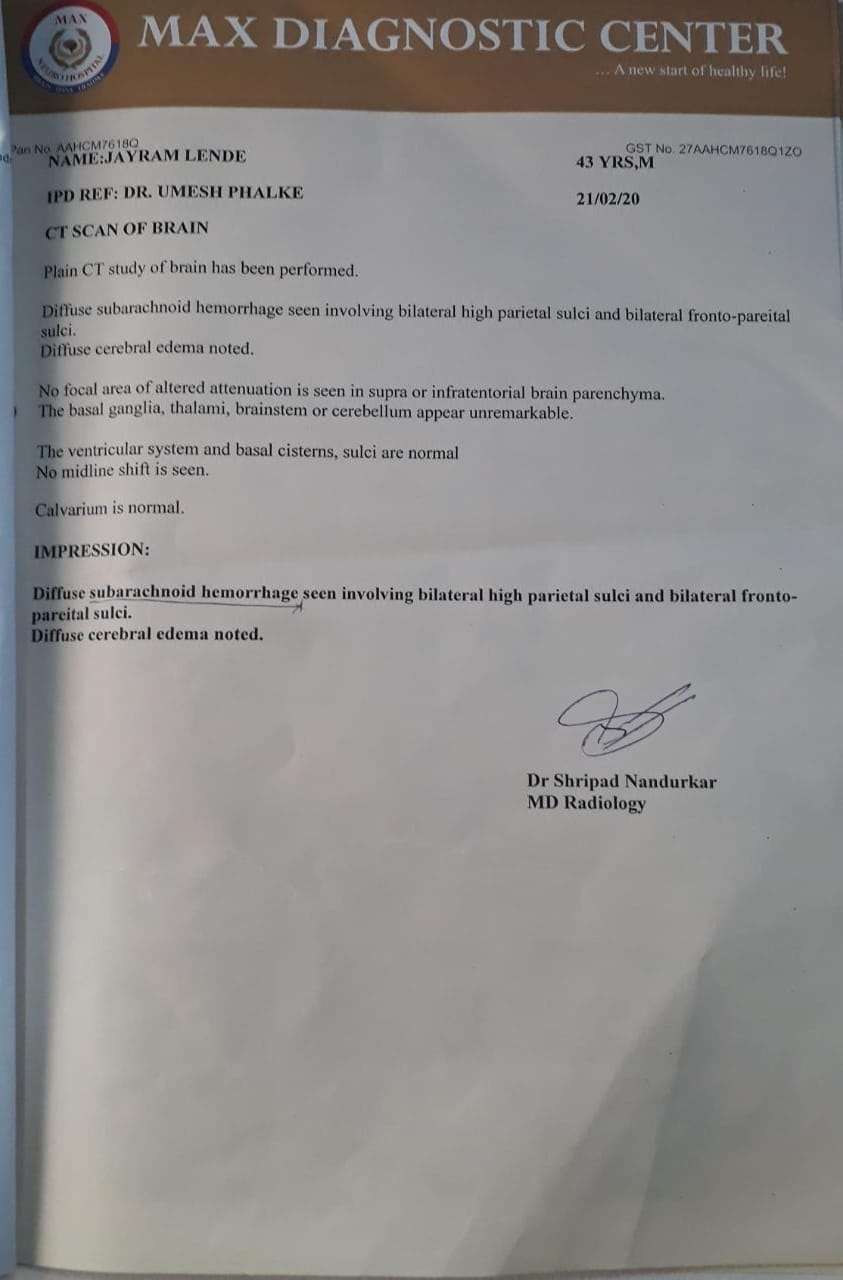 MAX
NEURO HOSPITAL
MAX DIAGNOSTIC CENTER
... A new start of healthy life!
Pan No. AAHCM7618Q
GST No. 27AAHCM7618Q1ZO
NAME:JAYRAM LENDE
43 YRS,M
IPD REF: DR. UMESH PHALKE
21/02/20
CT SCAN OF BRAIN
Plain CT study of brain has been performed.
Diffuse subarachnoid hemorrhage seen involving bilateral high parietal sulci and bilateral fronto-pareital
sulci.
Diffuse cerebral edema noted.
No focal area of altered attenuation is seen in supra or infratentorial brain parenchyma.
The basal ganglia, thalami, brainstem or cerebellum appear unremarkable.
The ventricular system and basal cisterns, sulci are normal
No midline shift is seen.
Calvarium is normal.
IMPRESSION:
Diffuse subarachnoid hemorrhage seen involving bilateral high parietal sulci and bilateral fronto-
pareital sulci.
Diffuse cerebral edema noted.
Dr Shripad Nandurkar
MD Radiology